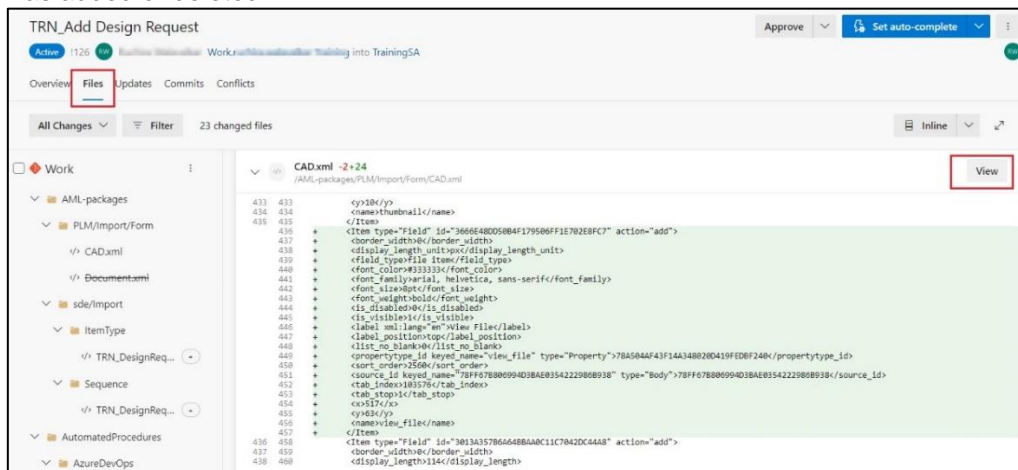 TRN_Add Design Request
Approve
Set auto-complete
Active !126 RW Work. into TrainingSA
RW
Overview Files Updates Commits Conflicts
All Changes Filter 23 changed files
Inline
Work
CAD.xml -2+24
/AML-packages/PLM/Import/Form/CAD.xml
View
AML-packages
PLM/Import/Form
CAD.xml
Document.xml
sde/Import
ItemType
TRN_DesignReq...
Sequence
TRN_DesignReq...
AutomatedProcedures
AzureDevOps
433 433 <y>10</y>
434 434 <name>thumbnail</name>
435 435 </Item>
436 + <Item type="Field" id="3666E48DD50B4F179506FF1E702E8FC7" action="add">
437 + <border_width>0</border_width>
438 + <display_length_unit>px</display_length_unit>
439 + <field_type>file item</field_type>
440 + <font_color>#333333</font_color>
441 + <font_family>arial, helvetica, sans-serif</font_family>
442 + <font_size>8pt</font_size>
443 + <font_weight>bold</font_weight>
444 + <is_disabled>0</is_disabled>
445 + <is_visible>1</is_visible>
446 + <label xml:lang="en">View File</label>
447 + <label_position>top</label_position>
448 + <list_no_blank>0</list_no_blank>
449 + <propertytype_id keyed_name="view_file" type="Property">78A504AF43F14A34B020D419FEDBF240</propertytype_id>
450 + <sort_order>2560</sort_order>
451 + <source_id keyed_name="78FF67B806994D3BAE0354222986B938" type="Body">78FF67B806994D3BAE0354222986B938</source_id>
452 + <tab_index>103576</tab_index>
453 + <tab_stop>1</tab_stop>
454 + <x>517</x>
455 + <y>63</y>
456 + <name>view_file</name>
457 + </Item>
436 458 <Item type="Field" id="3013A357B6A64BBAA0C11C7042DC44A8" action="add">
437 459 <border_width>0</border_width>
438 460 <display_length>114</display_length>